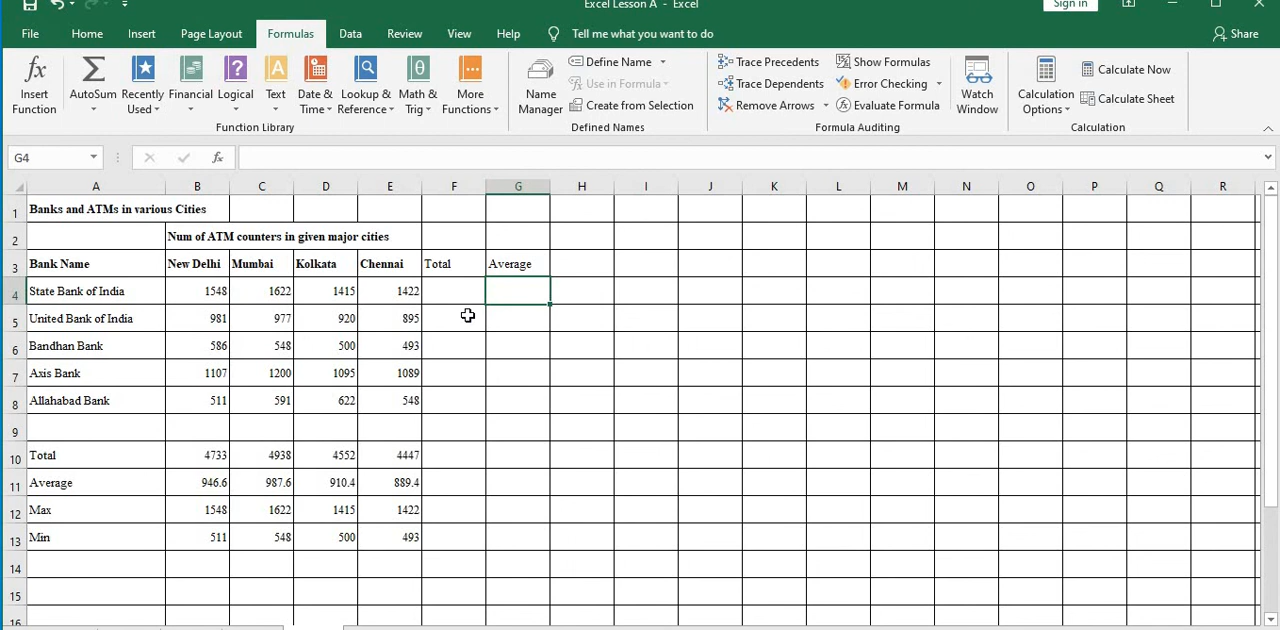 Excel Lesson A - Excel
Sign in
File Home Insert Page Layout Formulas Data Review View Help Tell me what you want to do Share
fx Insert Function
Σ AutoSum
Recently Used
Financial
? Logical
A Text
Date & Time
Lookup & Reference
θ Math & Trig
More Functions
Function Library
Name Manager
Define Name
Use in Formula
Create from Selection
Defined Names
Trace Precedents
Trace Dependents
Remove Arrows
Show Formulas
Error Checking
Evaluate Formula
Watch Window
Formula Auditing
Calculation Options
Calculate Now
Calculate Sheet
Calculation
G4 fx
A B C D E F G H I J K L M N O P Q R
1 Banks and ATMs in various Cities
2 Num of ATM counters in given major cities
3 Bank Name New Delhi Mumbai Kolkata Chennai Total Average
4 State Bank of India 1548 1622 1415 1422
5 United Bank of India 981 977 920 895
6 Bandhan Bank 586 548 500 493
7 Axis Bank 1107 1200 1095 1089
8 Allahabad Bank 511 591 622 548
9
10 Total 4733 4938 4552 4447
11 Average 946.6 987.6 910.4 889.4
12 Max 1548 1622 1415 1422
13 Min 511 548 500 493
14
15
16